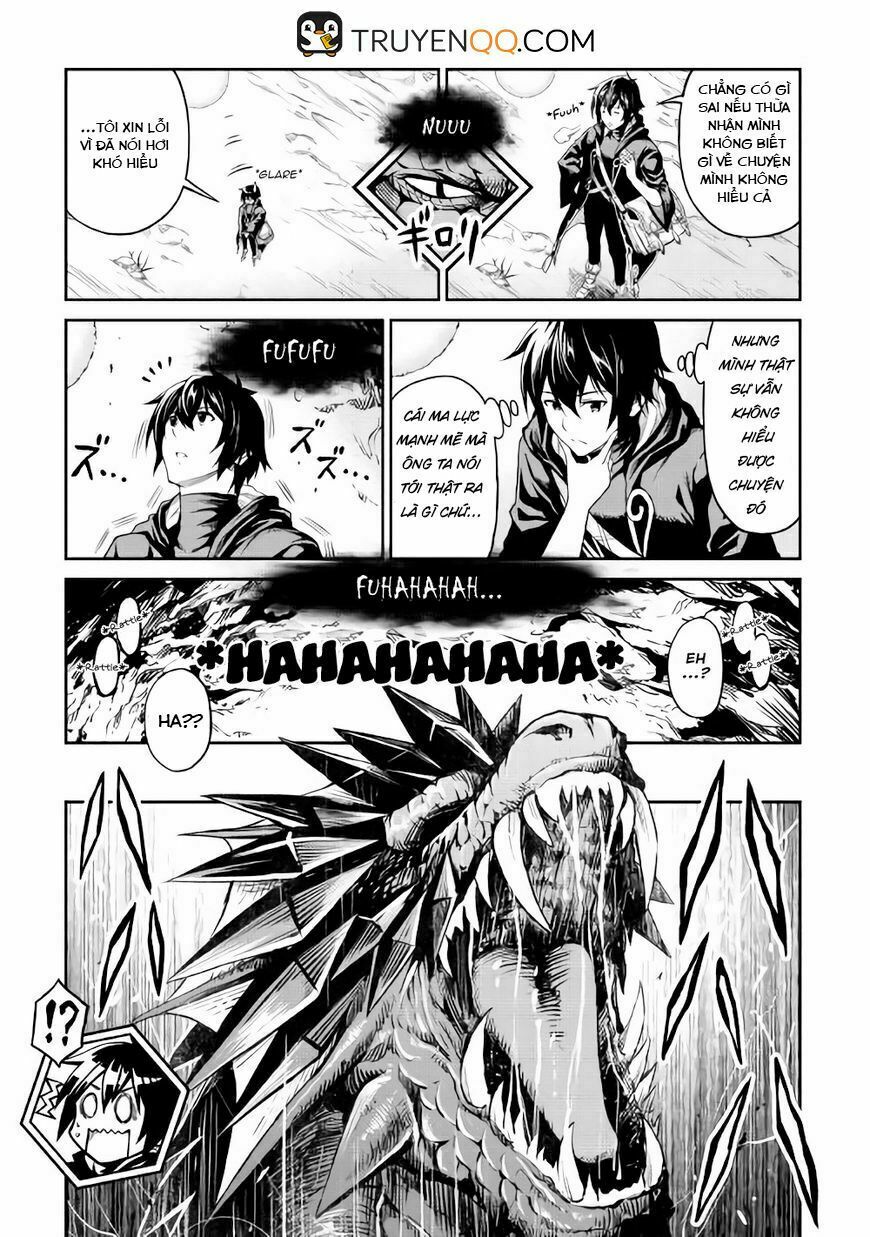 TRUYENQQ.COM
CHẲNG CÓ GÌ
SAI NẾU THỪA
NHẬN MÌNH
KHÔNG BIẾT
GÌ VỀ CHUYỆN
MÌNH KHÔNG
HIỂU CẢ
*Fuuh*
NUUU
ギロリ
...TÔI XIN LỖI
VÌ ĐÃ NÓI HƠI
KHÓ HIỂU
*GLARE*
NHƯNG
MÌNH THẬT
SỰ VẪN
KHÔNG
HIỂU
ĐƯỢC
CHUYỆN
ĐÓ
CÁI MA LỰC
MẠNH MẼ MÀ
ÔNG TA NÓI
TỚI THẬT RA
LÀ GÌ CHỨ...
FUFUFU
ズズ...
ズ...
FUHAHAHAH...
*HAHAHAHAHA*
*Rattle*
*Rattle*
EH
...?
*Rattle*
*Rattle*
HA??
!?